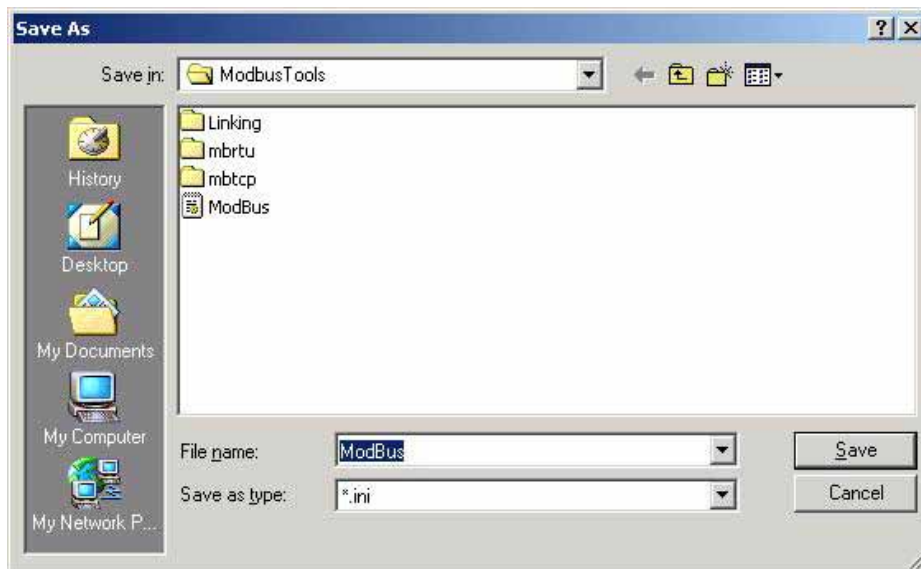 Save As
Save in:
ModbusTools
History
Desktop
My Documents
My Computer
My Network P...
Linking
mbrtu
mbtcp
ModBus
File name:
ModBus
Save
Save as type:
*.ini
Cancel